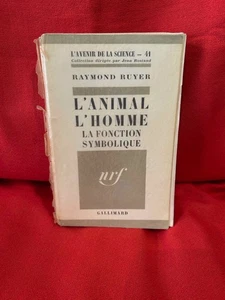 L'AVENIR DE LA SCIENCE — 41
Collection dirigée par Jean Rostand
RAYMOND RUYER
L'ANIMAL
L'HOMME
LA FONCTION
SYMBOLIQUE
nrf
GALLIMARD